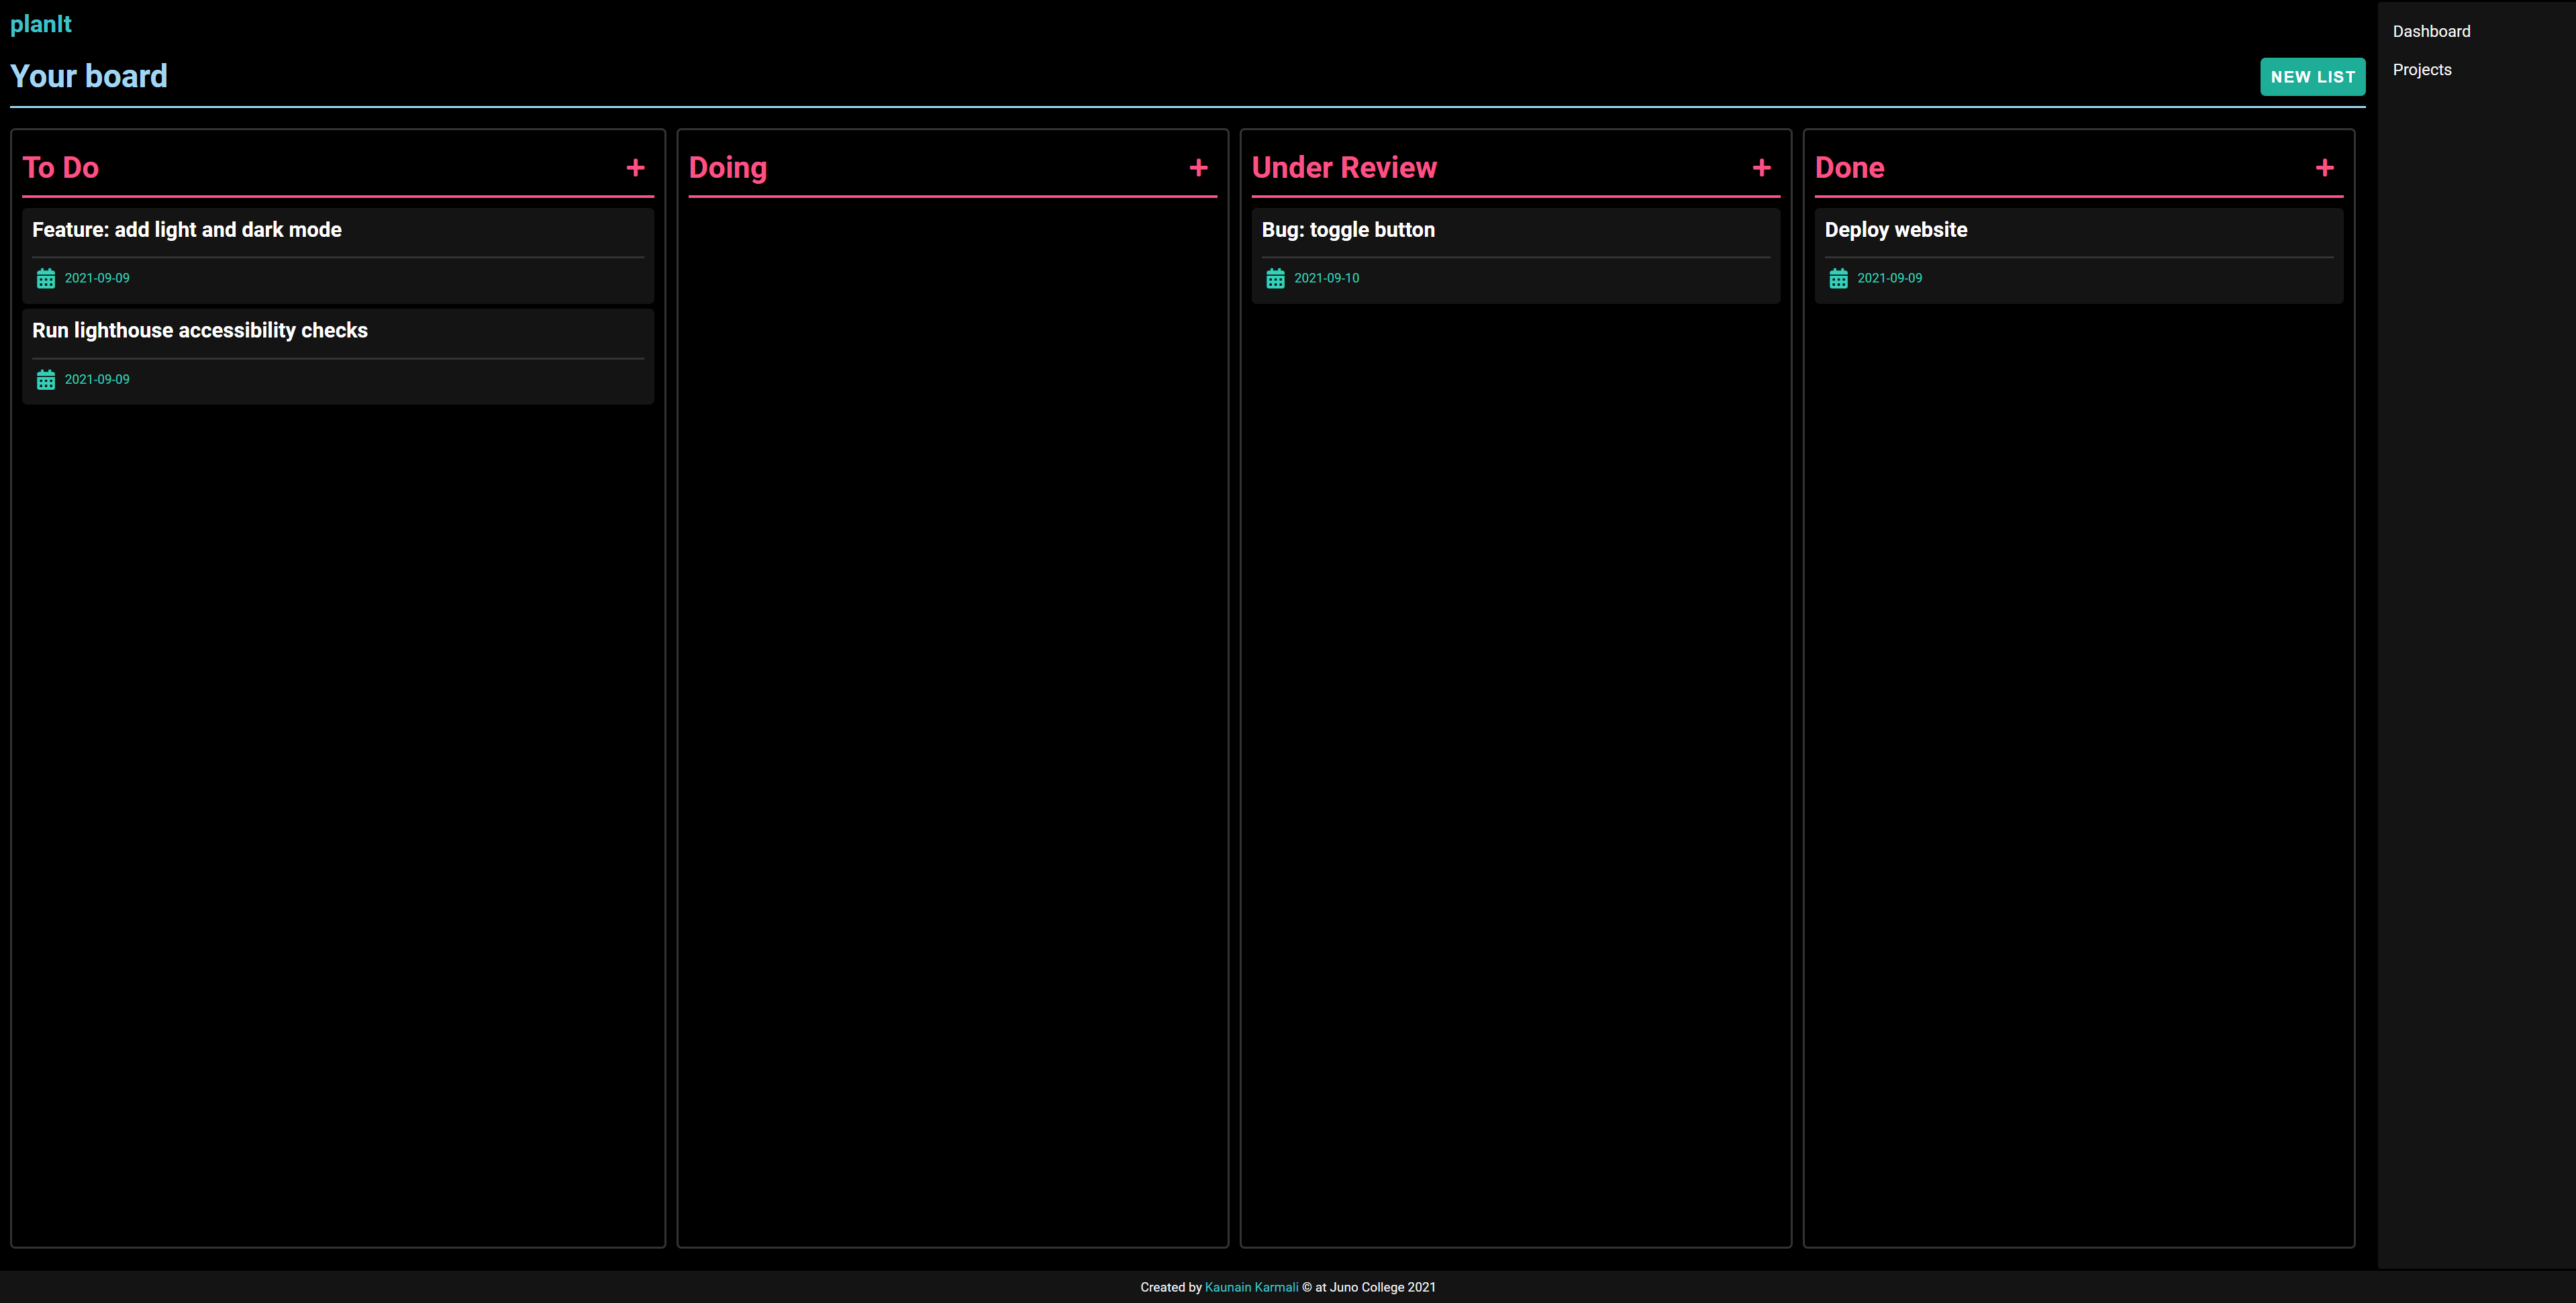 planIt
Your board
NEW LIST
Dashboard
Projects
To Do
Feature: add light and dark mode
2021-09-09
Run lighthouse accessibility checks
2021-09-09
Doing
Under Review
Bug: toggle button
2021-09-10
Done
Deploy website
2021-09-09
Created by Kaunain Karmali © at Juno College 2021